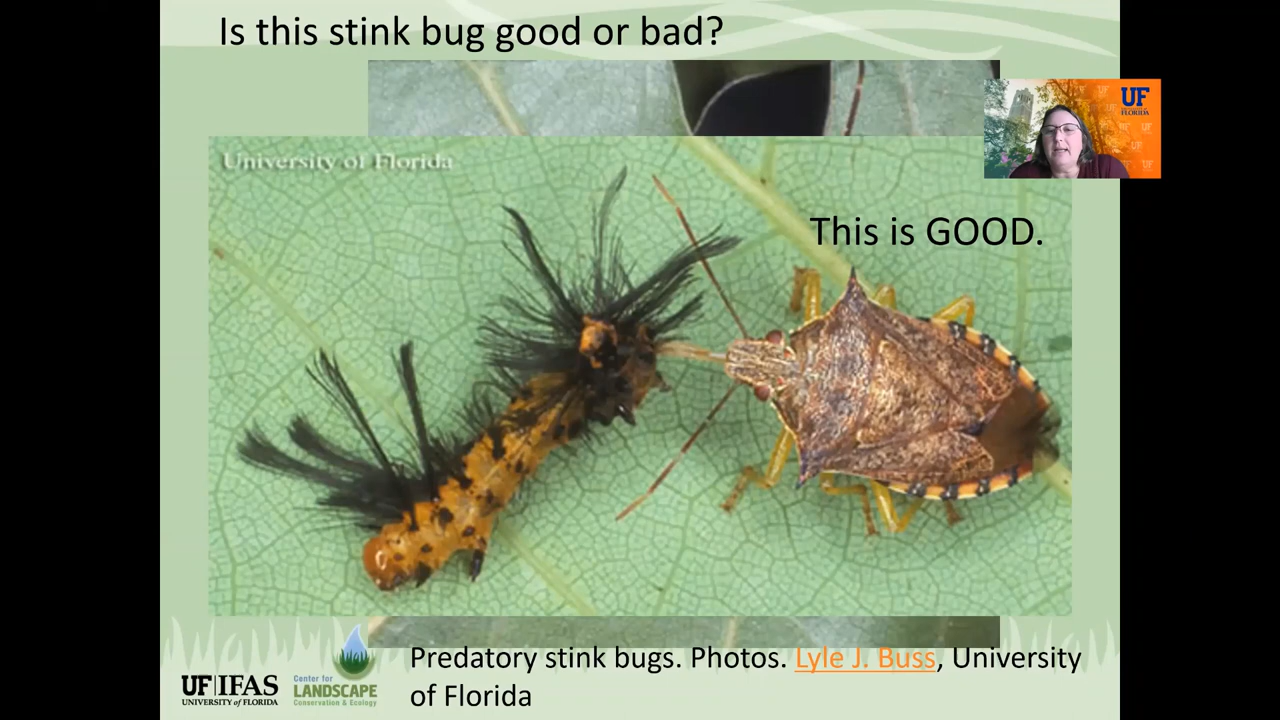 Is this stink bug good or bad?
UF
FLORIDA
University of Florida
This is GOOD.
Predatory stink bugs. Photos. Lyle J. Buss, University
of Florida
UF|IFAS
UNIVERSITY of FLORIDA
Center for
LANDSCAPE
Conservation & Ecology